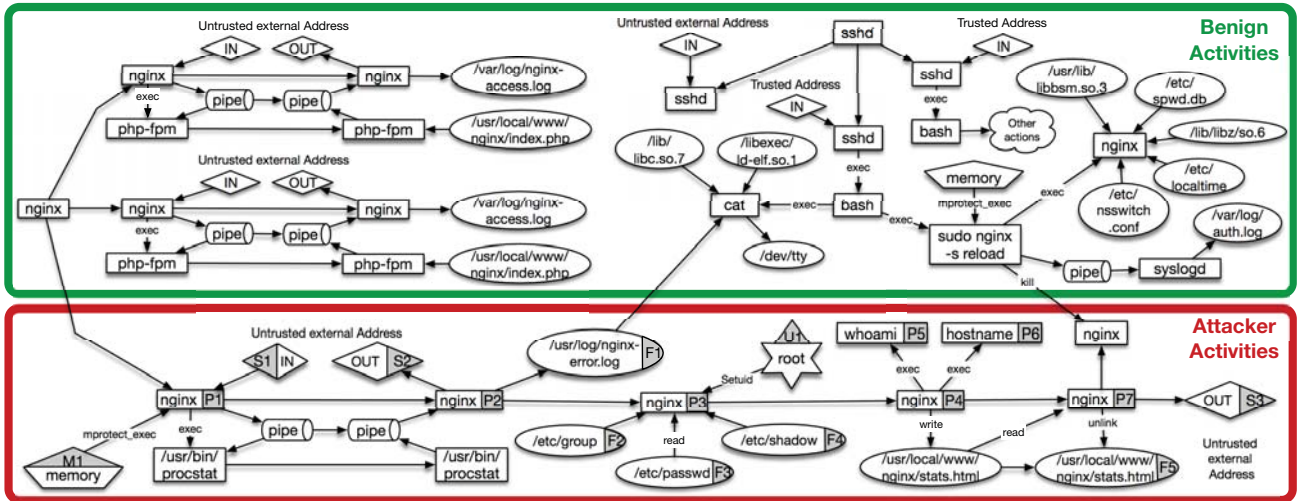 Benign
Activities
Untrusted external Address
IN
OUT
nginx
nginx
/var/log/nginx-
access.log
exec
pipe
pipe
php-fpm
php-fpm
/usr/local/www/
nginx/index.php
Untrusted external Address
IN
OUT
nginx
nginx
nginx
/var/log/nginx-
access.log
exec
pipe
pipe
php-fpm
php-fpm
/usr/local/www/
nginx/index.php
Untrusted external Address
IN
sshd
sshd
Trusted Address
IN
sshd
exec
bash
Other
actions
Trusted Address
IN
sshd
exec
bash
exec
cat
/lib/
libc.so.7
/libexec/
ld-elf.so.1
/dev/tty
exec
memory
mprotect_exec
sudo nginx
-s reload
exec
nginx
/usr/lib/
libbsm.so.3
/etc/
spwd.db
/lib/libz/so.6
/etc/
localtime
/etc/
nsswitch
.conf
/var/log/
auth.log
pipe
syslogd
kill
Attacker
Activities
Untrusted external Address
S1 IN
OUT S2
nginx P1
nginx P2
mprotect_exec
M1
memory
exec
pipe
pipe
/usr/bin/
procstat
/usr/bin/
procstat
/usr/log/nginx-
error.log F1
U1
root
Setuid
nginx P3
/etc/group F2
read
/etc/passwd F3
/etc/shadow F4
whoami P5
hostname P6
exec
exec
nginx P4
write
read
/usr/local/www/
nginx/stats.html
nginx
nginx P7
unlink
/usr/local/www/
nginx/stats.html F5
OUT S3
Untrusted
external
Address